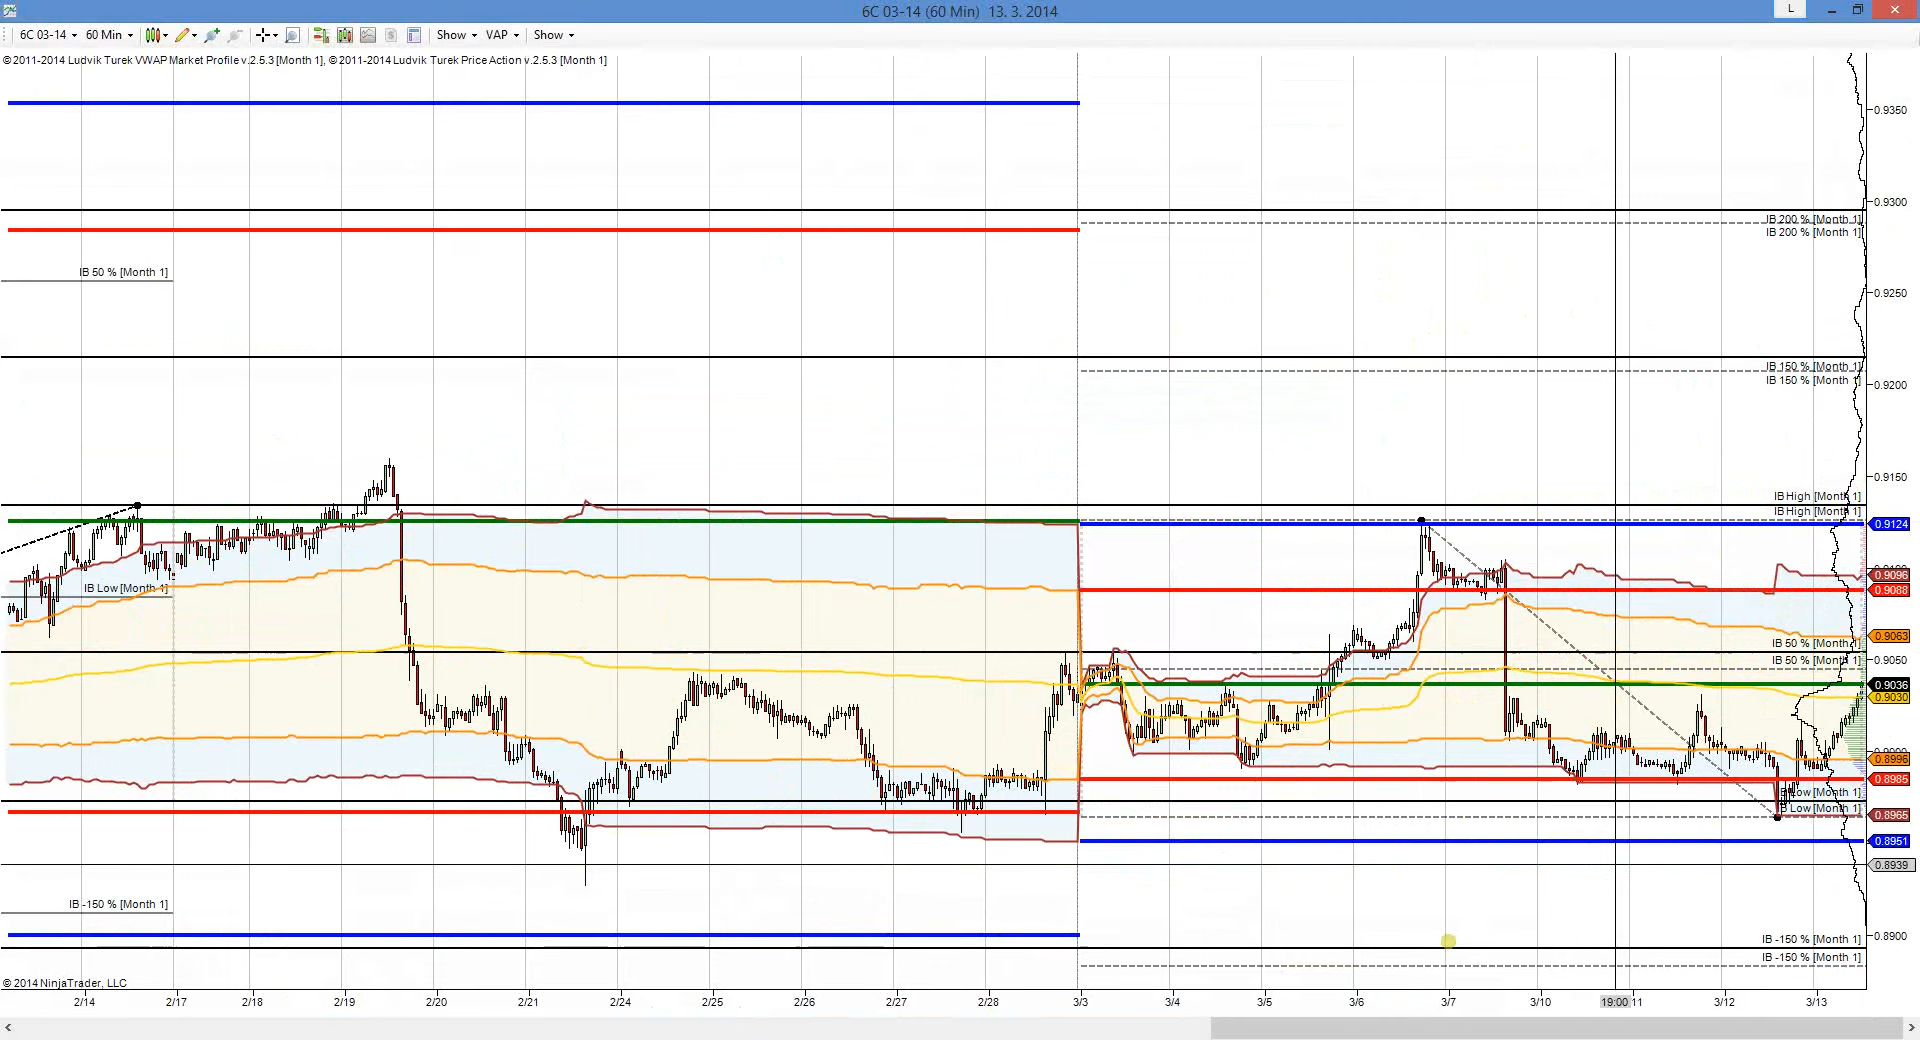 6C 03-14 (60 Min) 13. 3. 2014
L
6C 03-14 60 Min Show VAP Show
©2011-2014 Ludvik Turek VWAP Market Profile v.2.5.3 [Month 1], ©2011-2014 Ludvik Turek Price Action v.2.5.3 [Month 1]
0.9350
0.9300
IB 200 % [Month 1]
IB 200 % [Month 1]
IB 50 % [Month 1]
0.9250
IB 150 % [Month 1]
IB 150 % [Month 1]
0.9200
0.9150
IB High [Month 1]
IB High [Month 1]
0.9124
0.9096
IB Low [Month 1]
0.9088
0.9063
IB 50 % [Month 1]
IB 50 % [Month 1]
0.9050
0.9036
0.9030
0.8996
0.8985
Low [Month 1]
Low [Month 1]
0.8965
0.8951
0.8939
IB -150 % [Month 1]
0.8900
IB -150 % [Month 1]
IB -150 % [Month 1]
© 2014 NinjaTrader, LLC
2/14 2/17 2/18 2/19 2/20 2/21 2/24 2/25 2/26 2/27 2/28 3/3 3/4 3/5 3/6 3/7 3/10 19:00 11 3/12 3/13